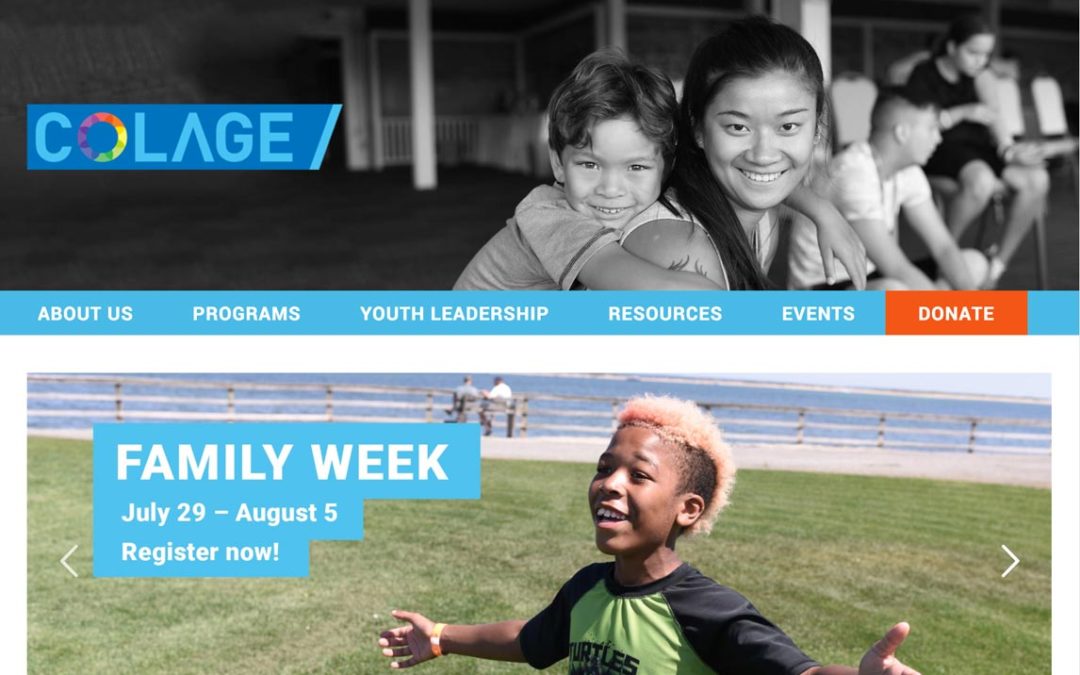 COLAGE
ABOUT US PROGRAMS YOUTH LEADERSHIP RESOURCES EVENTS DONATE
FAMILY WEEK
July 29 – August 5
Register now!
TURTLES